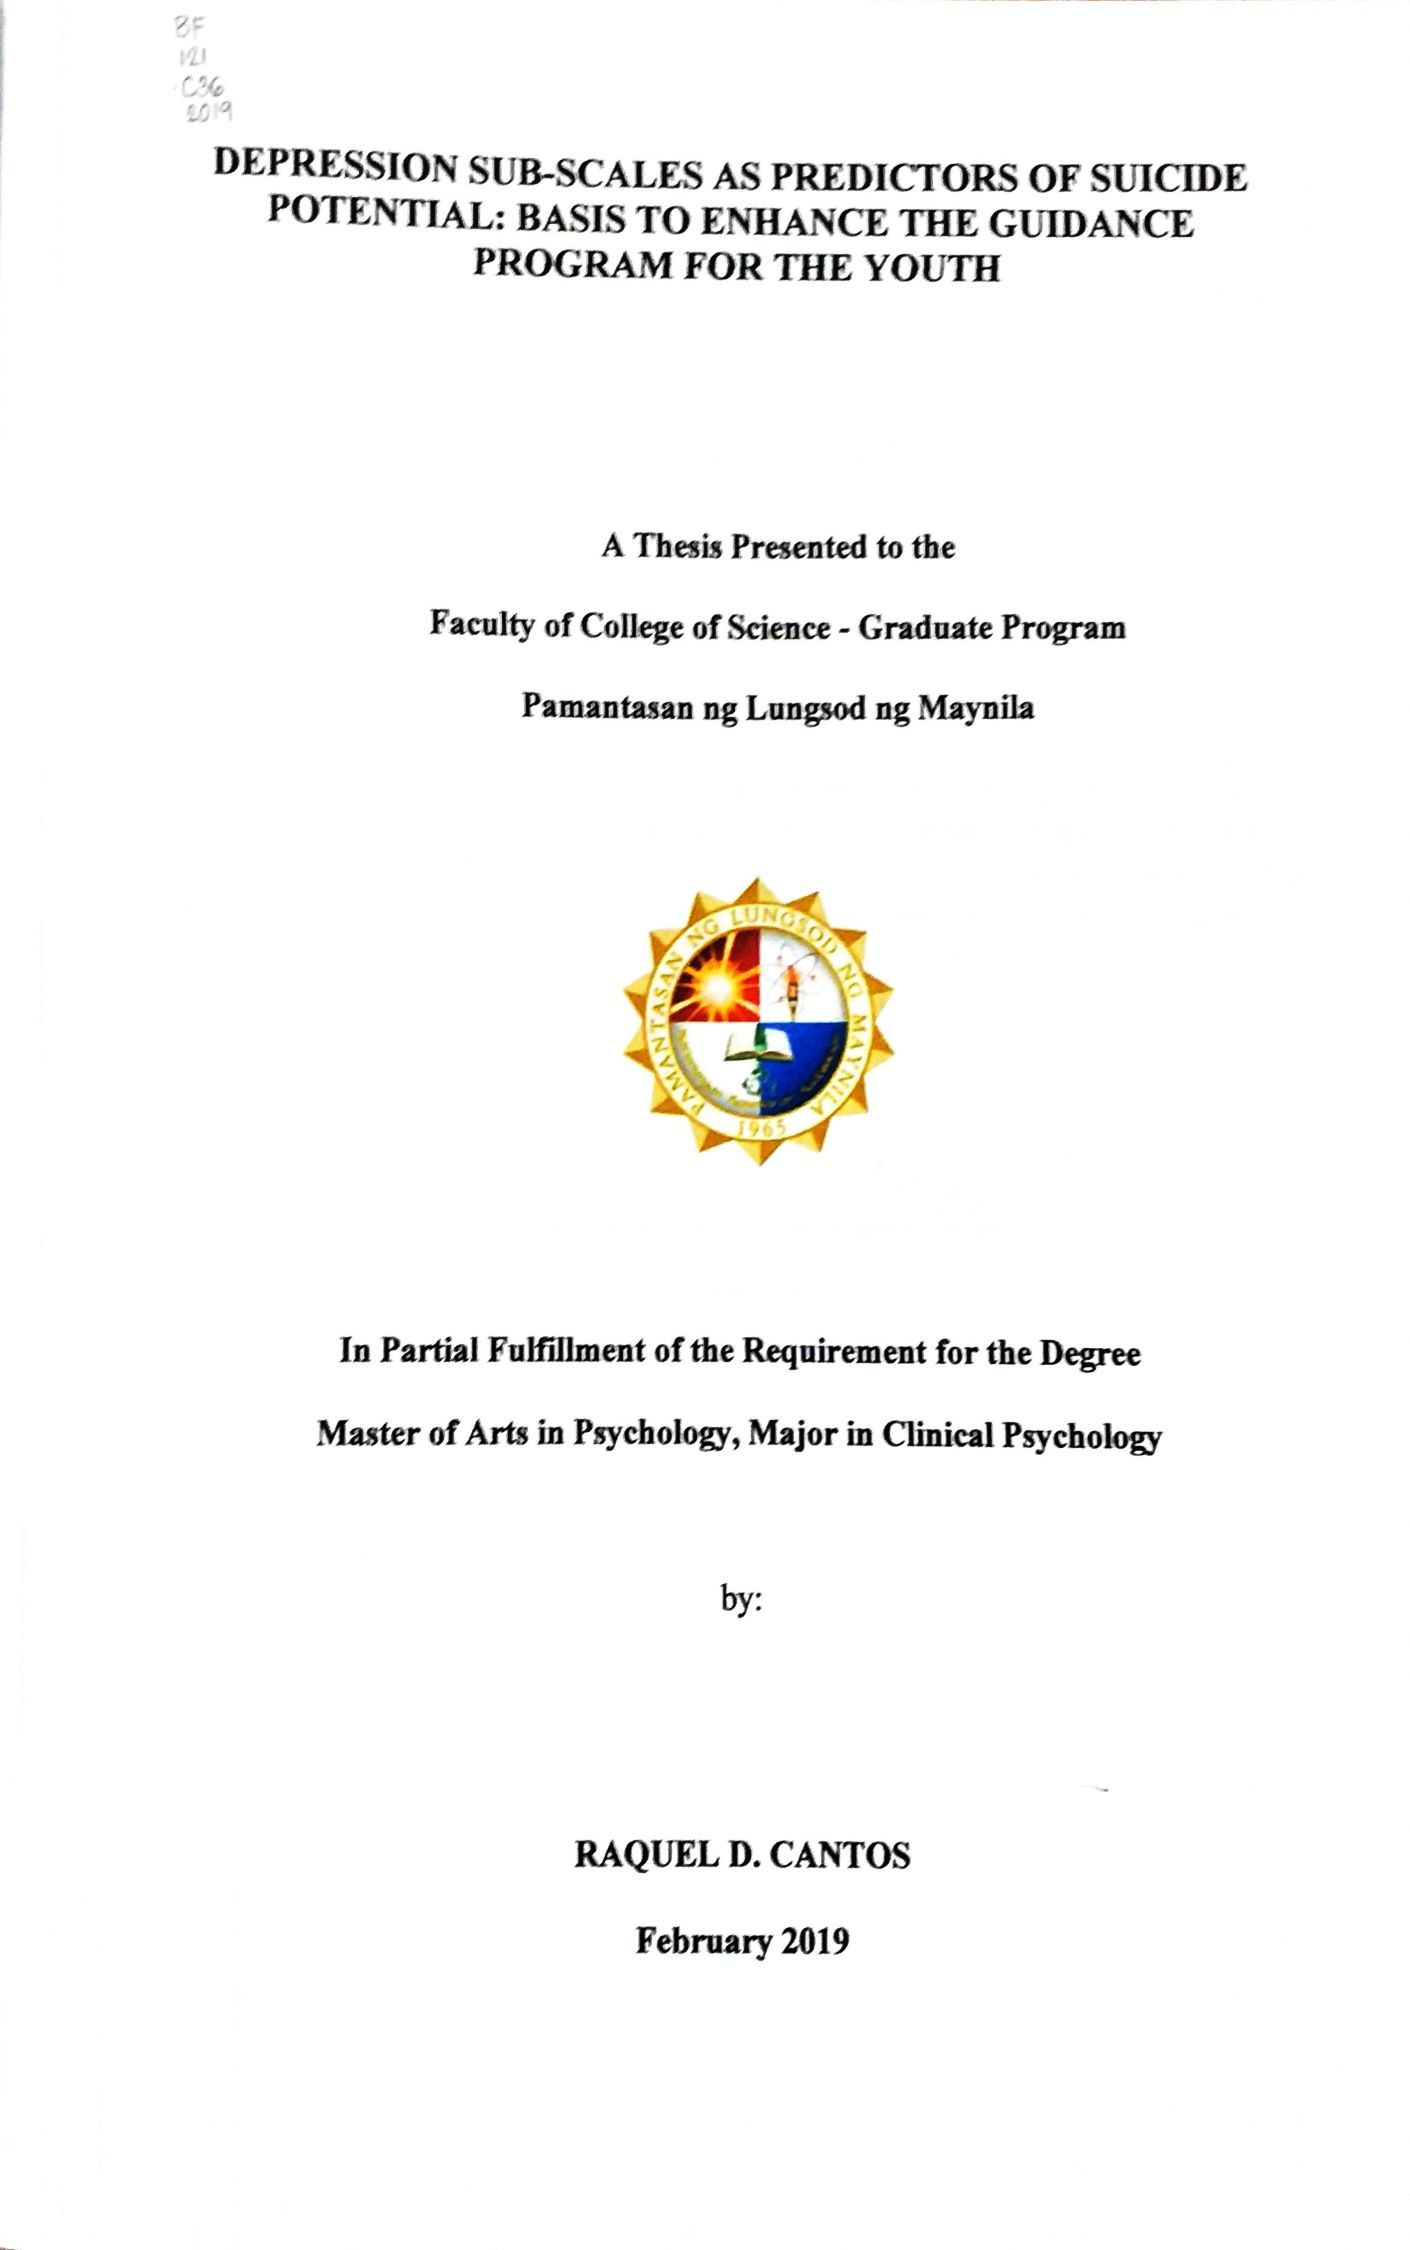 BF
121
.C36
2019
DEPRESSION SUB-SCALES AS PREDICTORS OF SUICIDE
POTENTIAL: BASIS TO ENHANCE THE GUIDANCE
PROGRAM FOR THE YOUTH
A Thesis Presented to the
Faculty of College of Science - Graduate Program
Pamantasan ng Lungsod ng Maynila
PAMANTASAN NG LUNGSOD NG MAYNILA
1965
In Partial Fulfillment of the Requirement for the Degree
Master of Arts in Psychology, Major in Clinical Psychology
by:
RAQUEL D. CANTOS
February 2019